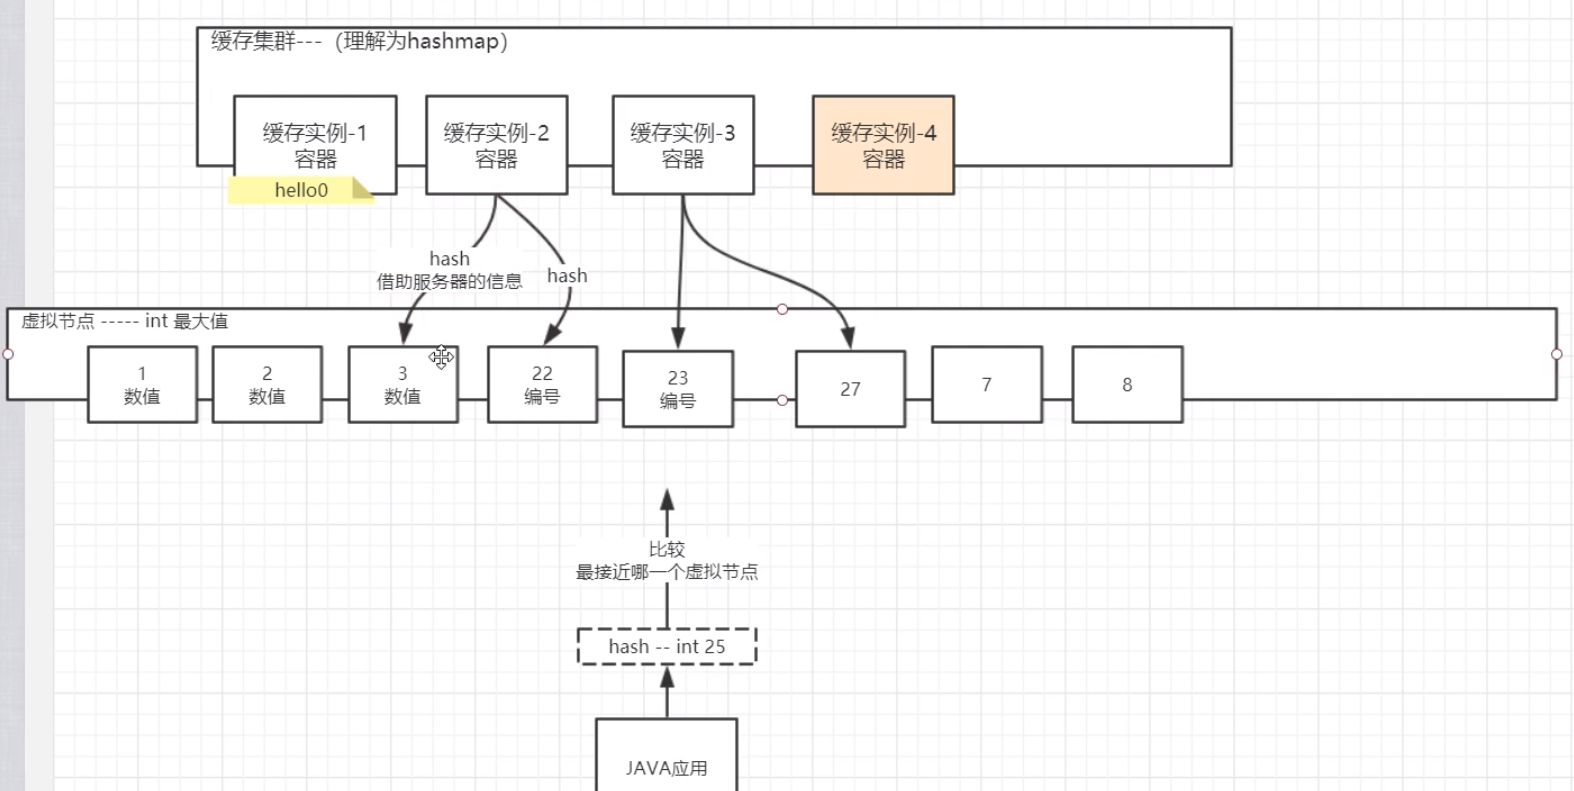 缓存集群---（理解为hashmap）
缓存实例-1
容器
缓存实例-2
容器
缓存实例-3
容器
缓存实例-4
容器
hello0
hash
借助服务器的信息
hash
虚拟节点 ----- int 最大值
1
数值
2
数值
3
数值
22
编号
23
编号
27
7
8
比较
最接近哪一个虚拟节点
hash -- int 25
JAVA应用